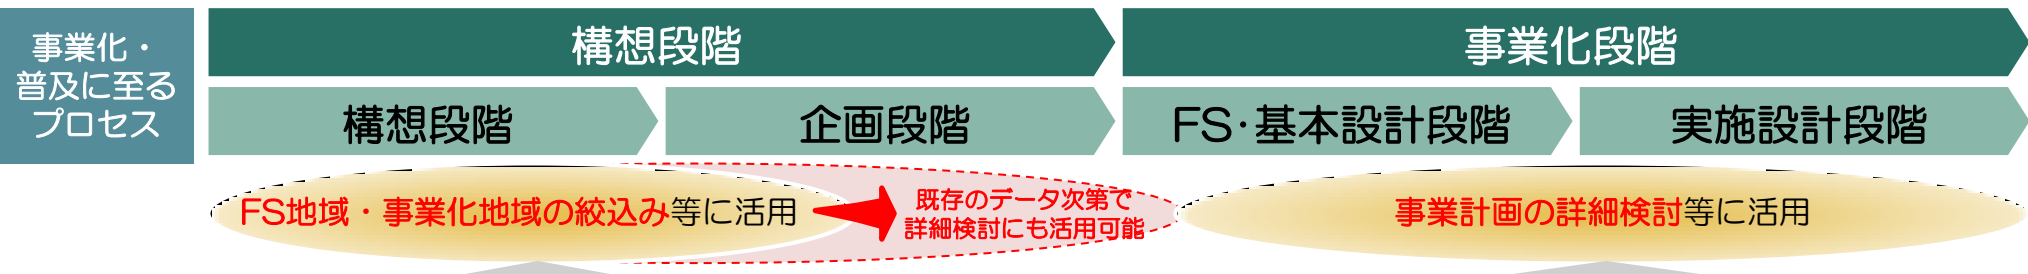 事業化・
普及に至る
プロセス
構想段階
事業化段階
構想段階
企画段階
FS・基本設計段階
実施設計段階
FS地域・事業化地域の絞込み等に活用
既存のデータ次第で
詳細検討にも活用可能
事業計画の詳細検討等に活用